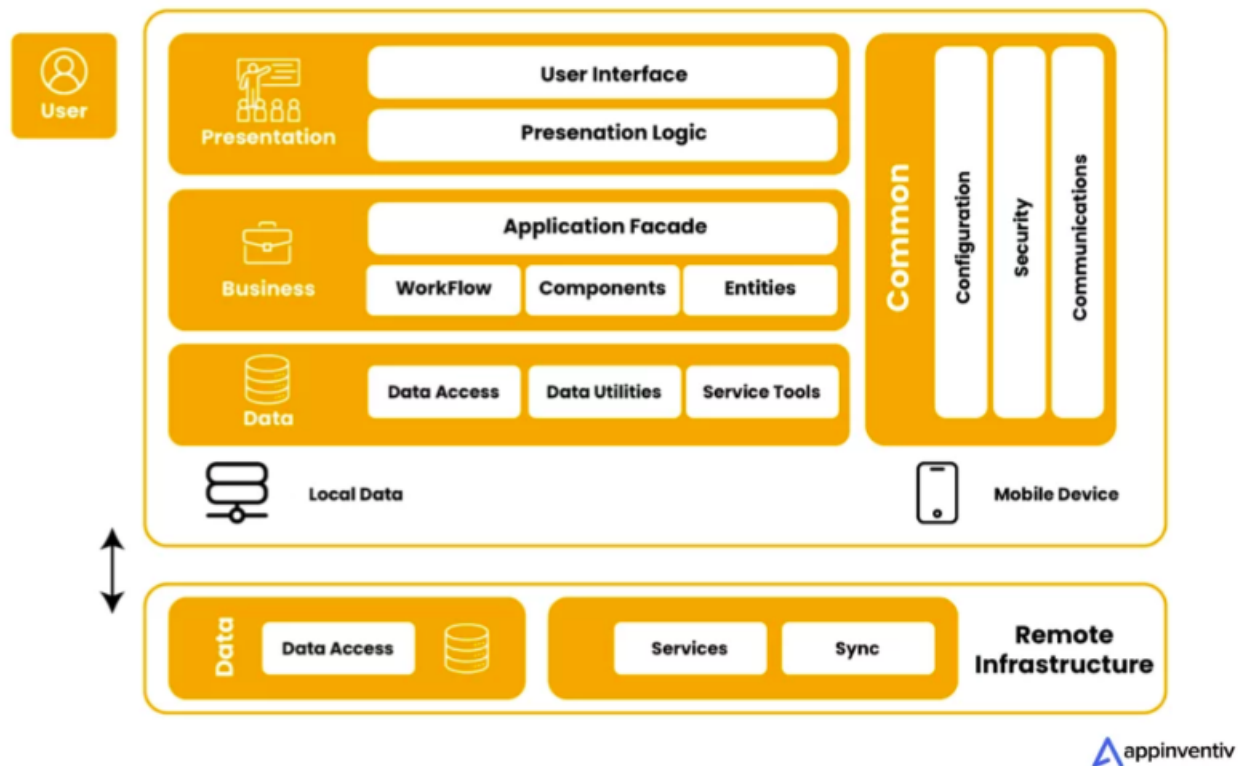 User
Presentation
User Interface
Presenation Logic
Business
Application Facade
WorkFlow
Components
Entities
Data
Data Access
Data Utilities
Service Tools
Common
Configuration
Security
Communications
Local Data
Mobile Device
Data
Data Access
Services
Sync
Remote
Infrastructure
appinventiv